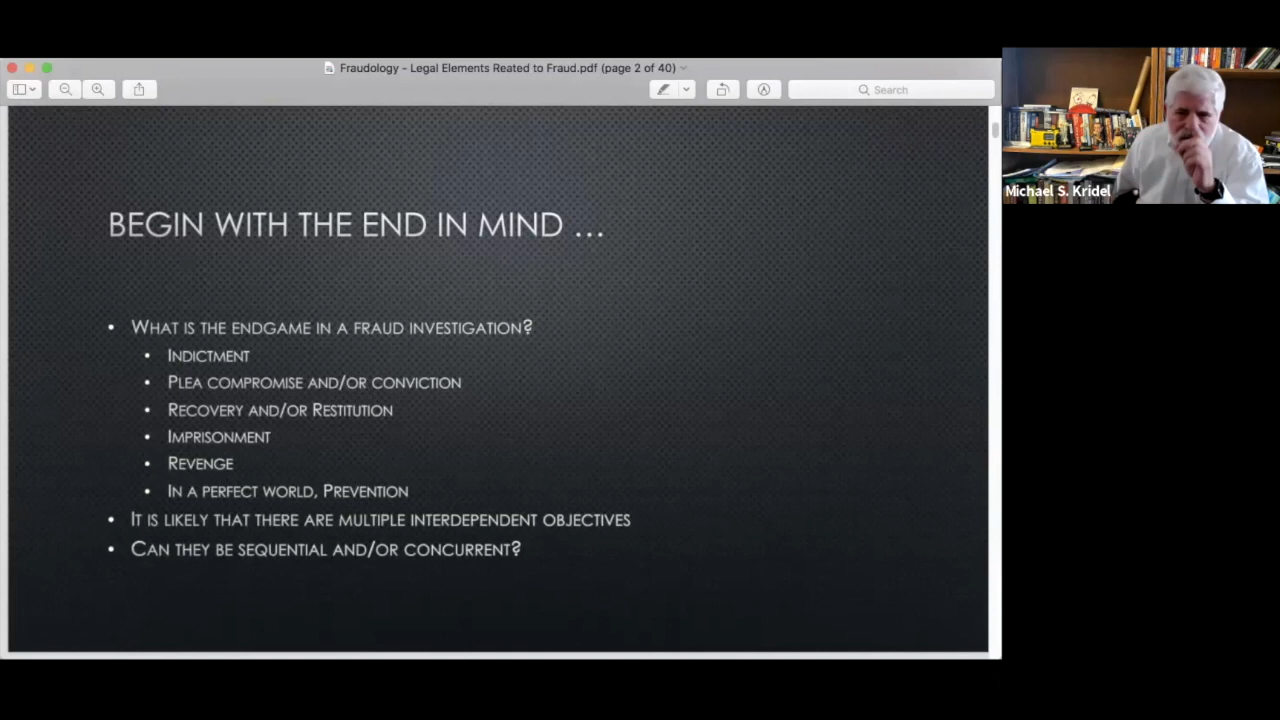 Fraudology - Legal Elements Reated to Fraud.pdf (page 2 of 40)
Search
BEGIN WITH THE END IN MIND ...
• WHAT IS THE ENDGAME IN A FRAUD INVESTIGATION?
• INDICTMENT
• PLEA COMPROMISE AND/OR CONVICTION
• RECOVERY AND/OR RESTITUTION
• IMPRISONMENT
• REVENGE
• IN A PERFECT WORLD, PREVENTION
• IT IS LIKELY THAT THERE ARE MULTIPLE INTERDEPENDENT OBJECTIVES
• CAN THEY BE SEQUENTIAL AND/OR CONCURRENT?
Michael S. Kridel